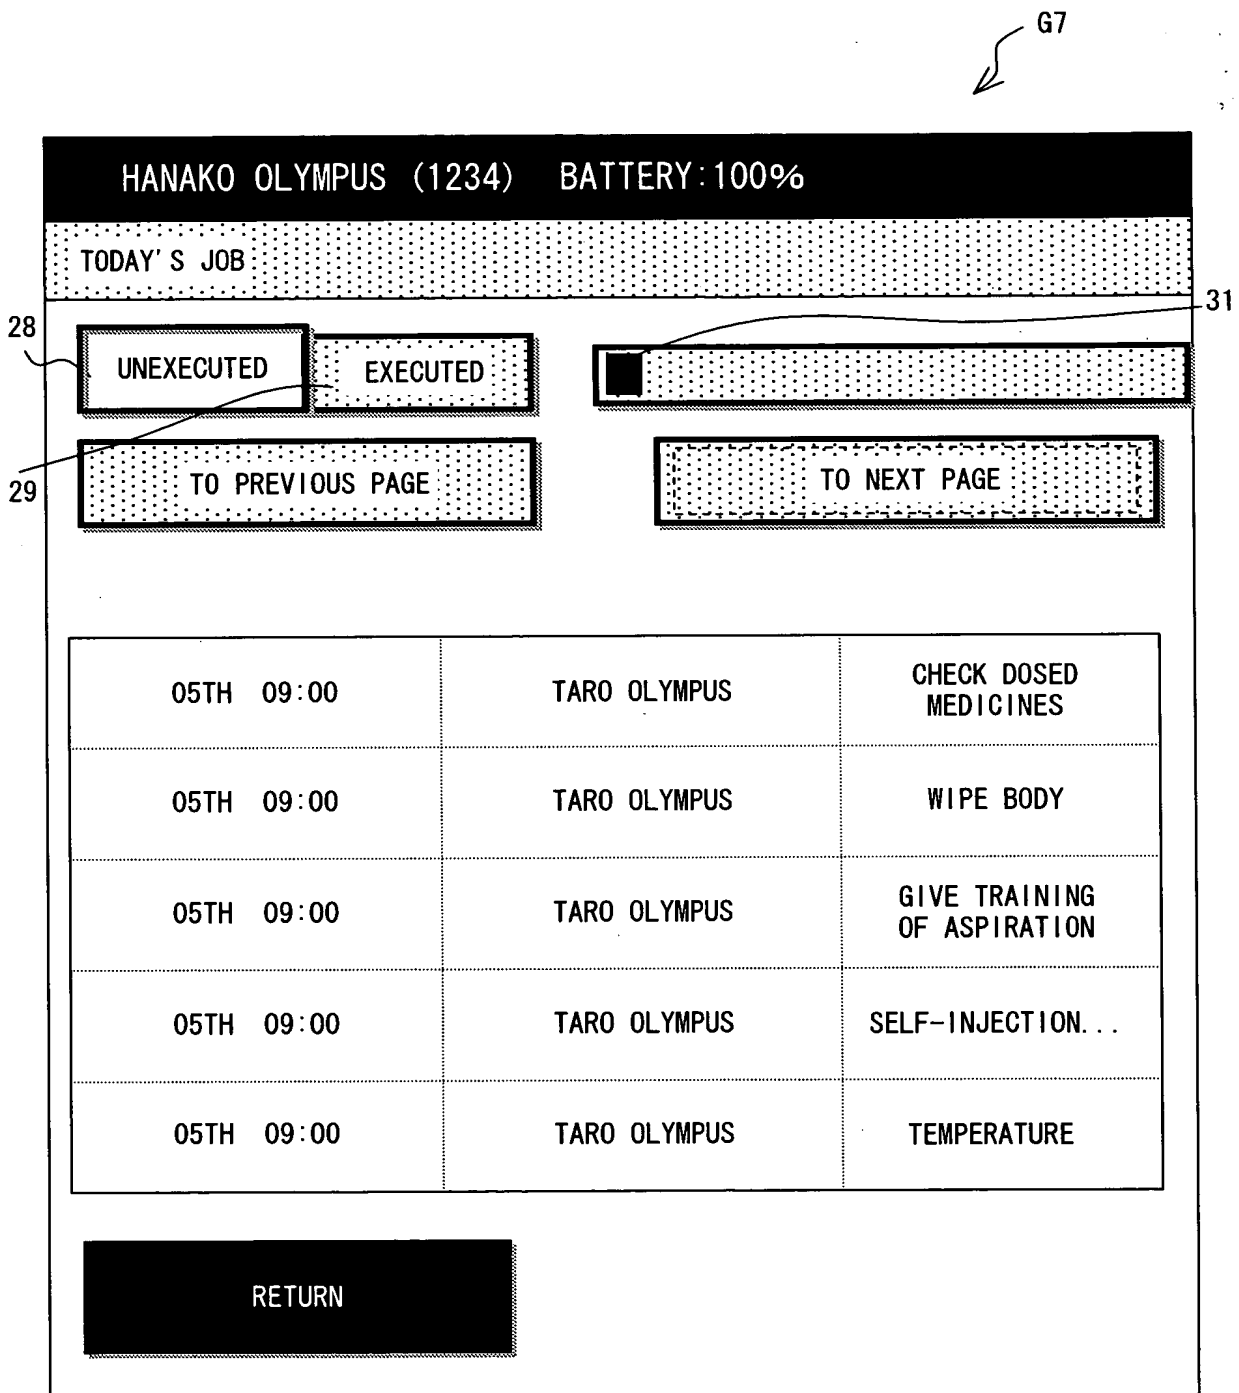 G7
HANAKO OLYMPUS (1234) BATTERY:100%
TODAY'S JOB
28
31
UNEXECUTED EXECUTED
29
TO PREVIOUS PAGE TO NEXT PAGE
05TH 09:00 TARO OLYMPUS CHECK DOSED
MEDICINES
05TH 09:00 TARO OLYMPUS WIPE BODY
05TH 09:00 TARO OLYMPUS GIVE TRAINING
OF ASPIRATION
05TH 09:00 TARO OLYMPUS SELF-INJECTION...
05TH 09:00 TARO OLYMPUS TEMPERATURE
RETURN